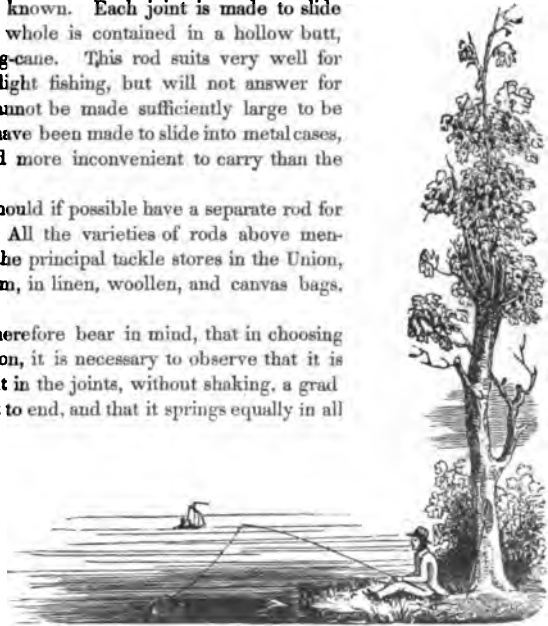 known. Each joint is made to slide
whole is contained in a hollow butt,
g-cane. This rod suits very well for
light fishing, but will not answer for
nnot be made sufficiently large to be
have been made to slide into metal cases,
d more inconvenient to carry than the
hould if possible have a separate rod for
All the varieties of rods above men-
he principal tackle stores in the Union,
m, in linen, woollen, and canvas bags.
herefore bear in mind, that in choosing
on, it is necessary to observe that it is
t in the joints, without shaking, a grad
t to end, and that it springs equally in all